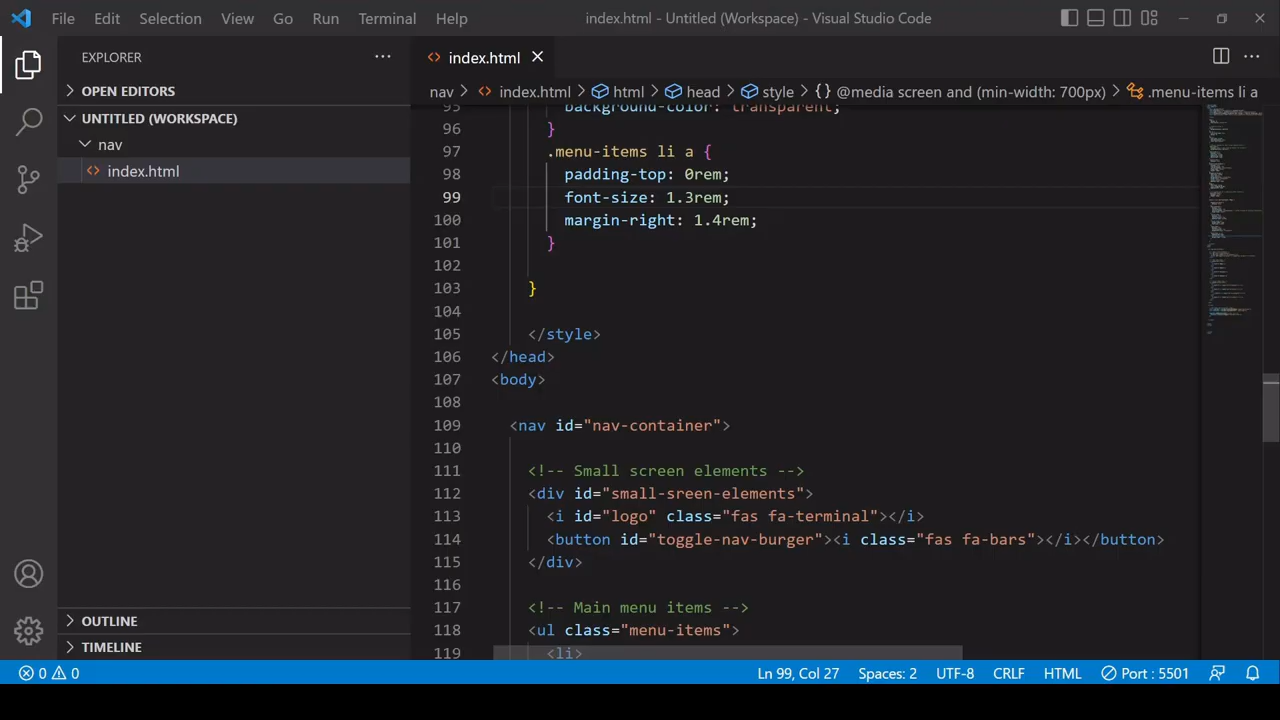 File Edit Selection View Go Run Terminal Help index.html - Untitled (Workspace) - Visual Studio Code
EXPLORER
OPEN EDITORS
UNTITLED (WORKSPACE)
nav
index.html
OUTLINE
TIMELINE
index.html
nav > index.html > html > head > style > {} @media screen and (min-width: 700px) > .menu-items li a
95 background-color: transparent;
96 }
97 .menu-items li a {
98 padding-top: 0rem;
99 font-size: 1.3rem;
100 margin-right: 1.4rem;
101 }
102
103 }
104
105 </style>
106 </head>
107 <body>
108
109 <nav id="nav-container">
110
111 <!-- Small screen elements -->
112 <div id="small-sreen-elements">
113 <i id="logo" class="fas fa-terminal"></i>
114 <button id="toggle-nav-burger"><i class="fas fa-bars"></i></button>
115 </div>
116
117 <!-- Main menu items -->
118 <ul class="menu-items">
119 <li>
0 0 Ln 99, Col 27 Spaces: 2 UTF-8 CRLF HTML Port : 5501